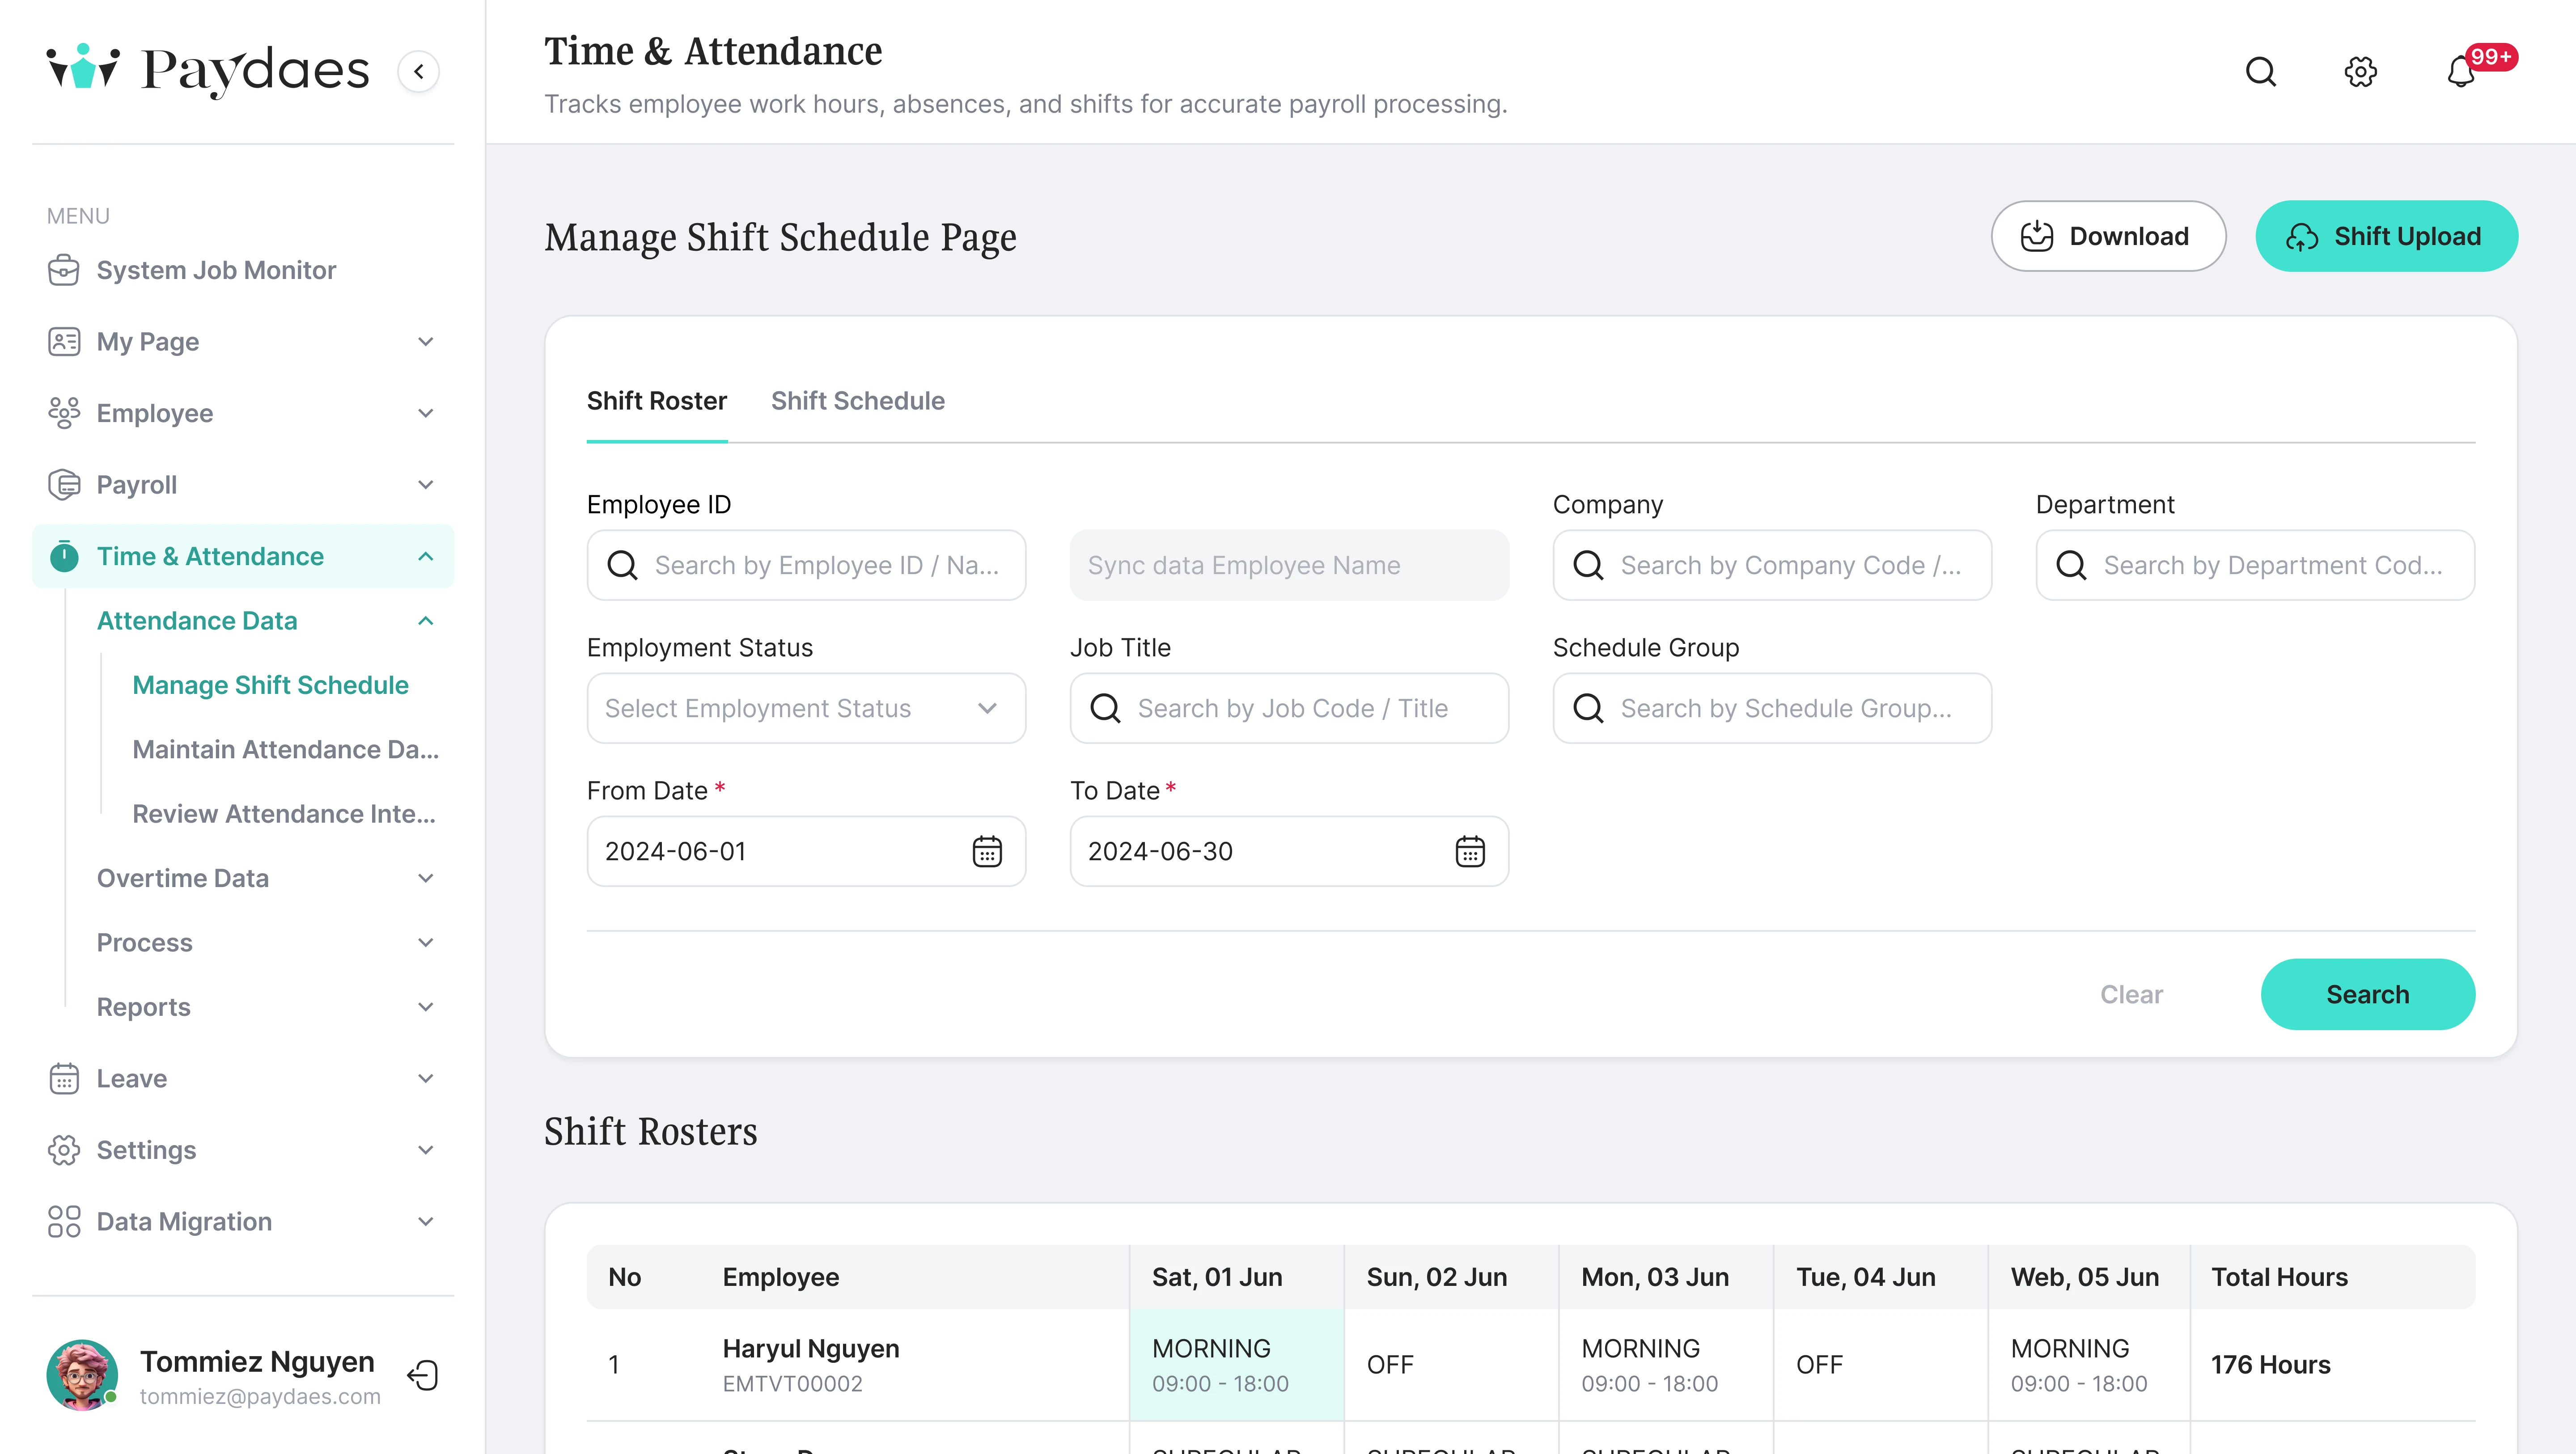 Paydaes
MENU
System Job Monitor
My Page
Employee
Payroll
Time & Attendance
Attendance Data
Manage Shift Schedule
Maintain Attendance Da...
Review Attendance Inte...
Overtime Data
Process
Reports
Leave
Settings
Data Migration
Tommiez Nguyen
tommiez@paydaes.com
Time & Attendance
Tracks employee work hours, absences, and shifts for accurate payroll processing.
99+
Manage Shift Schedule Page
Download
Shift Upload
Shift Roster
Shift Schedule
Employee ID
Company
Department
Search by Employee ID / Na...
Sync data Employee Name
Search by Company Code /...
Search by Department Cod...
Employment Status
Job Title
Schedule Group
Select Employment Status
Search by Job Code / Title
Search by Schedule Group...
From Date *
To Date *
2024-06-01
2024-06-30
Clear
Search
Shift Rosters
No Employee Sat, 01 Jun Sun, 02 Jun Mon, 03 Jun Tue, 04 Jun Web, 05 Jun Total Hours
1 Haryul Nguyen MORNING OFF MORNING OFF MORNING 176 Hours
EMTVT00002 09:00 - 18:00 09:00 - 18:00 09:00 - 18:00